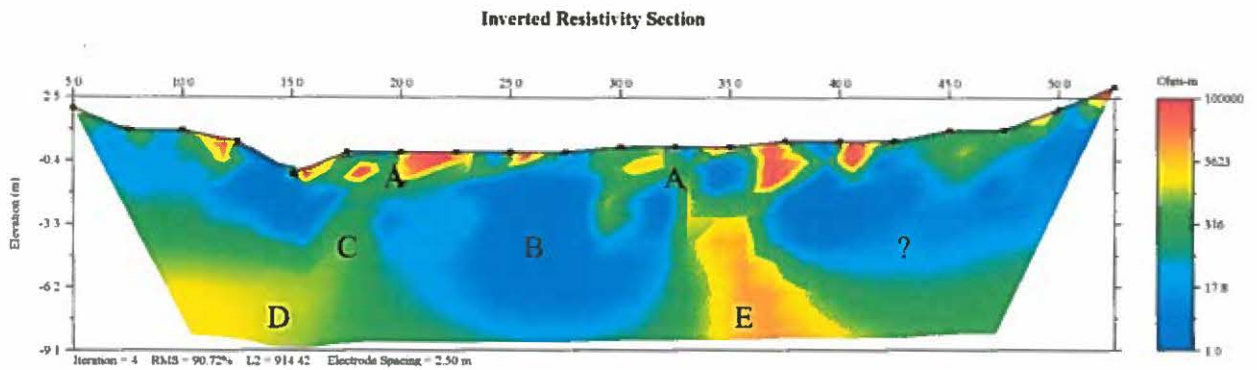 Inverted Resistivity Section
5.0 10.0 15.0 20.0 25.0 30.0 35.0 40.0 45.0 50.0
Ohm-m
2.5
-0.4
-3.3
-6.2
-9.1
Elevation (m)
A A
C B ?
D E
100000
5623
316
17.8
1.0
Iteration = 4 RMS = 90.72% L2 = 914.42 Electrode Spacing = 2.50 m